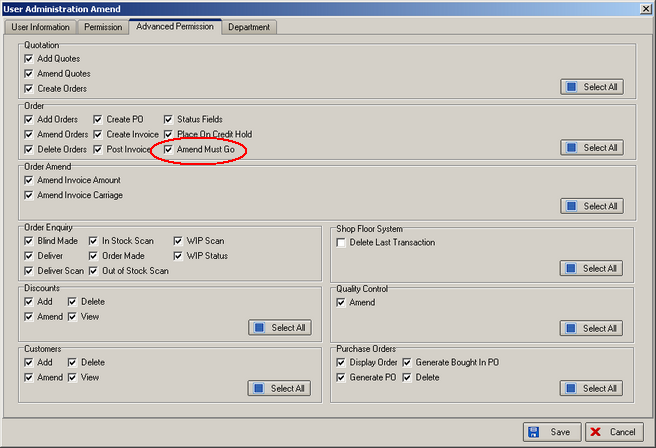 User Administration Amend
User Information Permission Advanced Permission Department
Quotation
Add Quotes
Amend Quotes
Create Orders
Select All
Order
Add Orders Create PO Status Fields
Amend Orders Create Invoice Place On Credit Hold
Delete Orders Post Invoice Amend Must Go
Select All
Order Amend
Amend Invoice Amount
Amend Invoice Carriage
Select All
Order Enquiry
Blind Made In Stock Scan WIP Scan
Deliver Order Made WIP Status
Deliver Scan Out of Stock Scan
Shop Floor System
Delete Last Transaction
Select All
Discounts
Add Delete
Amend View
Select All
Quality Control
Amend
Select All
Customers
Add Delete
Amend View
Select All
Purchase Orders
Display Order Generate Bought In PO
Generate PO Delete
Select All
Save Cancel